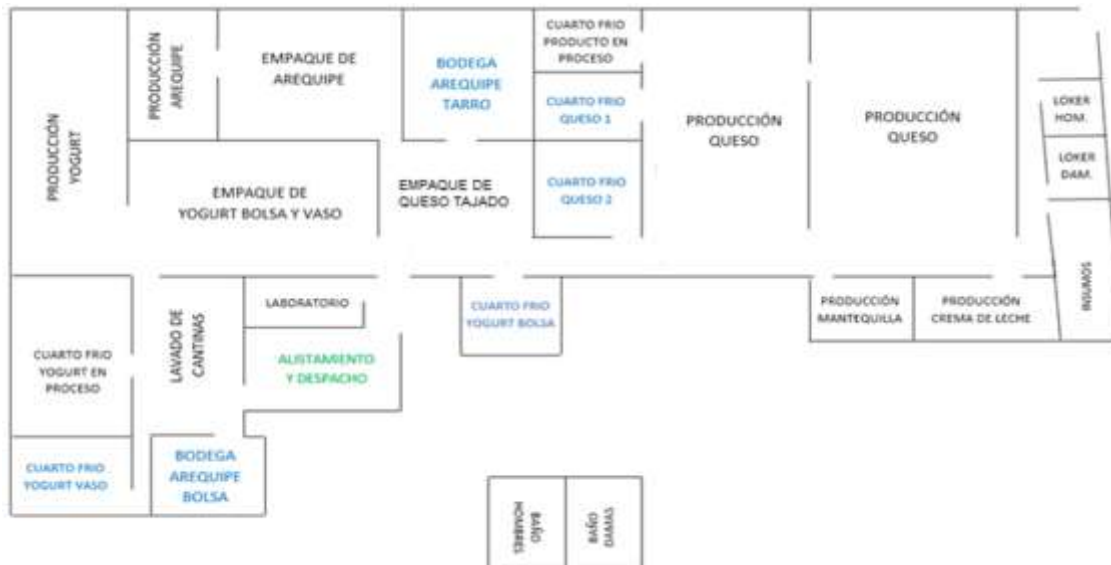 PRODUCCIÓN
YOGURT
PRODUCCIÓN
AREQUIPE
EMPAQUE DE
AREQUIPE
BODEGA
AREQUIPE
TARRO
CUARTO FRIO
PRODUCTO EN
PROCESO
CUARTO FRIO
QUESO 1
CUARTO FRIO
QUESO 2
PRODUCCIÓN
QUESO
PRODUCCIÓN
QUESO
LOKER
HOM.
LOKER
DAM.
INSUMOS
EMPAQUE DE
YOGURT BOLSA Y VASO
EMPAQUE DE
QUESO TAJADO
CUARTO FRIO
YOGURT EN
PROCESO
LAVADO DE
CANTINAS
LABORATORIO
ALISTAMIENTO
Y DESPACHO
CUARTO FRIO
YOGURT BOLSA
PRODUCCIÓN
MANTEQUILLA
PRODUCCIÓN
CREMA DE LECHE
CUARTO FRIO
YOGURT VASO
BODEGA
AREQUIPE
BOLSA
BAÑO
HOMBRES
BAÑO
DAMAS